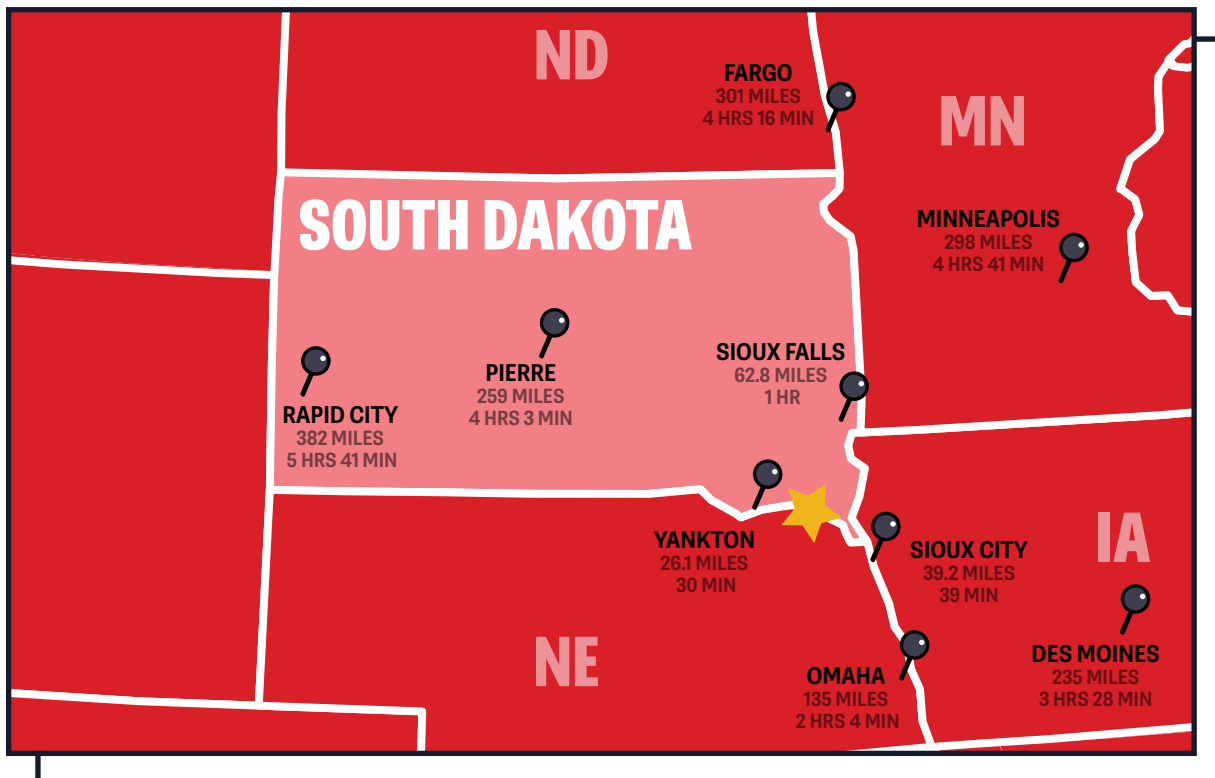 ND
FARGO
301 MILES
4 HRS 16 MIN
MN
SOUTH DAKOTA
MINNEAPOLIS
298 MILES
4 HRS 41 MIN
PIERRE
259 MILES
4 HRS 3 MIN
SIOUX FALLS
62.8 MILES
1 HR
RAPID CITY
382 MILES
5 HRS 41 MIN
YANKTON
26.1 MILES
30 MIN
SIOUX CITY
39.2 MILES
39 MIN
IA
NE
OMAHA
135 MILES
2 HRS 4 MIN
DES MOINES
235 MILES
3 HRS 28 MIN